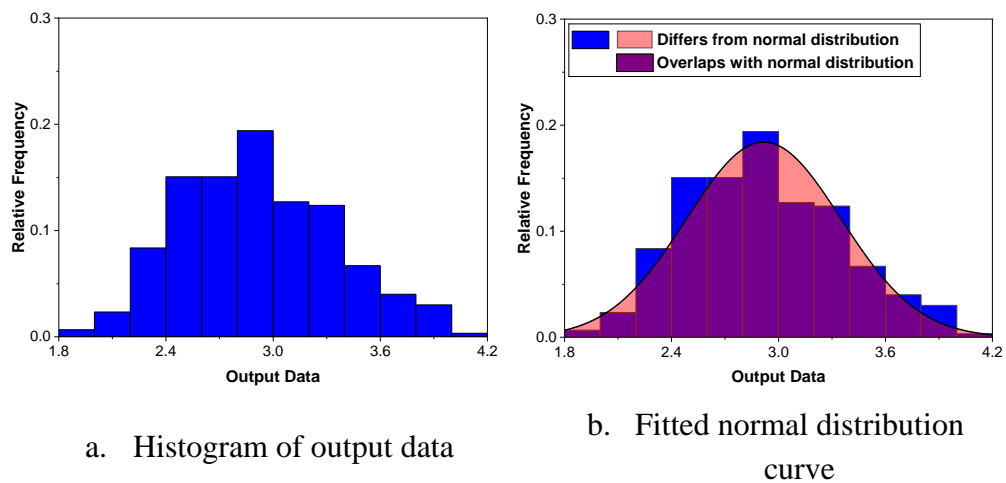 0.3
0.2
0.1
0.0
Relative Frequency
1.8
2.4
3.0
3.6
4.2
Output Data
a. Histogram of output data
0.3
0.2
0.1
0.0
Relative Frequency
Differs from normal distribution
Overlaps with normal distribution
1.8
2.4
3.0
3.6
4.2
Output Data
b. Fitted normal distribution
curve